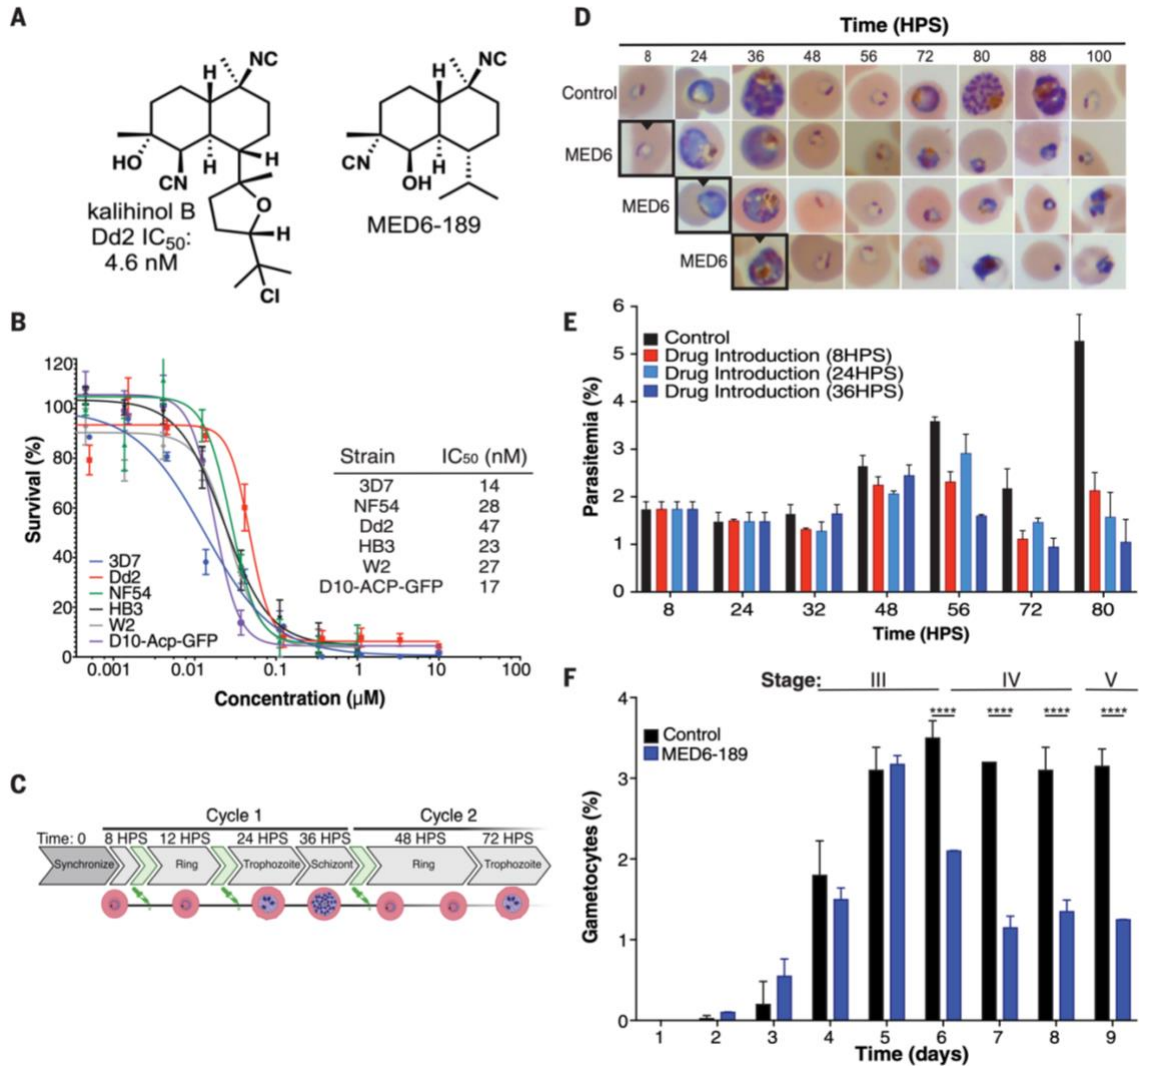 A
NC
H
HO
CN
H
H
O
H
Cl
kalihinol B
Dd2 IC50:
4.6 nM
NC
H
CN
OH
H
MED6-189
B
Survival (%)
120
100
80
60
40
20
0
3D7
Dd2
NF54
HB3
W2
D10-Acp-GFP
Strain IC50 (nM)
3D7 14
NF54 28
Dd2 47
HB3 23
W2 27
D10-ACP-GFP 17
0.001 0.01 0.1 1 10 100
Concentration (µM)
C
Cycle 1 Cycle 2
Time: 0 8 HPS 12 HPS 24 HPS 36 HPS 48 HPS 72 HPS
Synchronize Ring Trophozoite Schizont Ring Trophozoite
D
Time (HPS)
8 24 36 48 56 72 80 88 100
Control
MED6
MED6
MED6
E
Parasitemia (%)
6
5
4
3
2
1
0
Control
Drug Introduction (8HPS)
Drug Introduction (24HPS)
Drug Introduction (36HPS)
8 24 32 48 56 72 80
Time (HPS)
F
Stage: III IV V
**** **** **** ****
Gametocytes (%)
4
3
2
1
0
Control
MED6-189
1 2 3 4 5 6 7 8 9
Time (days)